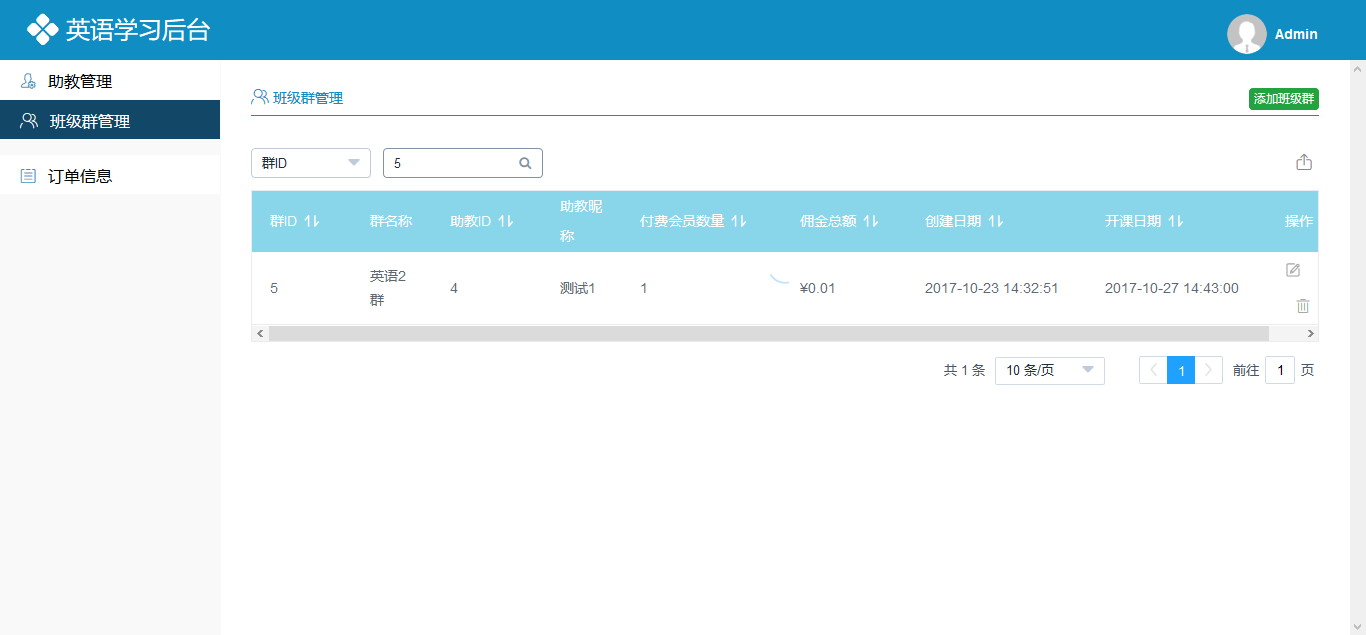 英语学习后台
Admin
助教管理
班级群管理
订单信息
班级群管理
添加班级群
群ID
5
群ID 群名称 助教ID 助教昵称 付费会员数量 佣金总额 创建日期 开课日期 操作
5 英语2群 4 测试1 1 ¥0.01 2017-10-23 14:32:51 2017-10-27 14:43:00
共 1 条 10 条/页 1 前往 1 页